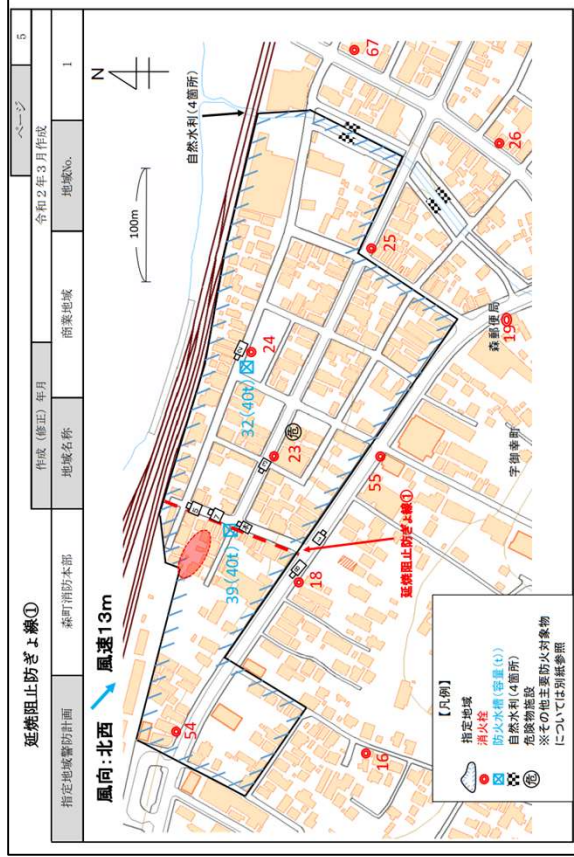 延焼阻止防ぎょ線①
ページ
5
作成(修正)年月
令和2年3月作成
指定地域警防計画
森町消防本部
地域名称
商業地域
地域No.
1
風向:北西
風速13m
N
100m
自然水利(4箇所)
54
39(40t)
32(40t)
24
23
危
18
55
25
67
26
19
16
森郵便局
字御幸町
延焼阻止防ぎょ線①
【凡例】
指定地域
消火栓
防火水槽(容量(t))
自然水利(4箇所)
危
危険物施設
※その他主要防火対象物
については別紙参照